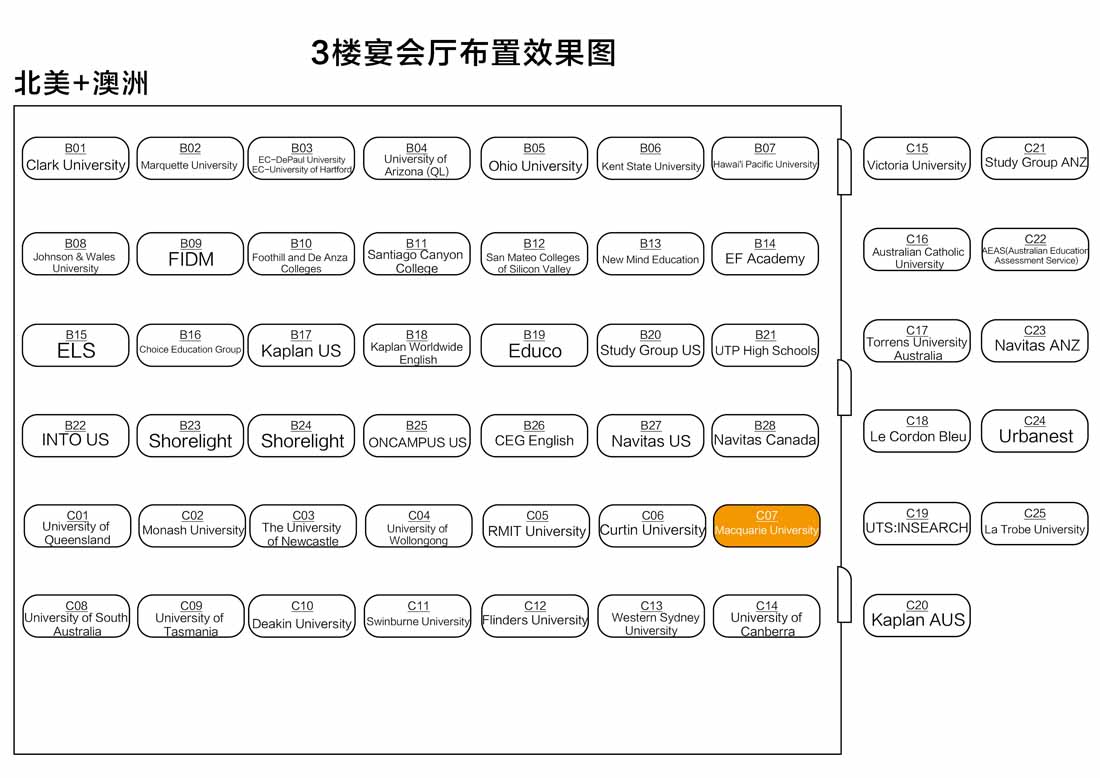 3楼宴会厅布置效果图
北美+澳洲
B01
Clark University
B02
Marquette University
B03
EC-DePaul University
EC-University of Hartford
B04
University of
Arizona (QL)
B05
Ohio University
B06
Kent State University
B07
Hawai'i Pacific University
C15
Victoria University
C21
Study Group ANZ
B08
Johnson & Wales
University
B09
FIDM
B10
Foothill and De Anza
Colleges
B11
Santiago Canyon
College
B12
San Mateo Colleges
of Silicon Valley
B13
New Mind Education
B14
EF Academy
C16
Australian Catholic
University
C22
AEAS(Australian Education
Assessment Service)
B15
ELS
B16
Choice Education Group
B17
Kaplan US
B18
Kaplan Worldwide
English
B19
Educo
B20
Study Group US
B21
UTP High Schools
C17
Torrens University
Australia
C23
Navitas ANZ
B22
INTO US
B23
Shorelight
B24
Shorelight
B25
ONCAMPUS US
B26
CEG English
B27
Navitas US
B28
Navitas Canada
C18
Le Cordon Bleu
C24
Urbanest
C01
University of
Queensland
C02
Monash University
C03
The University
of Newcastle
C04
University of
Wollongong
C05
RMIT University
C06
Curtin University
C07
Macquarie University
C19
UTS:INSEARCH
C25
La Trobe University
C08
University of South
Australia
C09
University of
Tasmania
C10
Deakin University
C11
Swinburne University
C12
Flinders University
C13
Western Sydney
University
C14
University of
Canberra
C20
Kaplan AUS